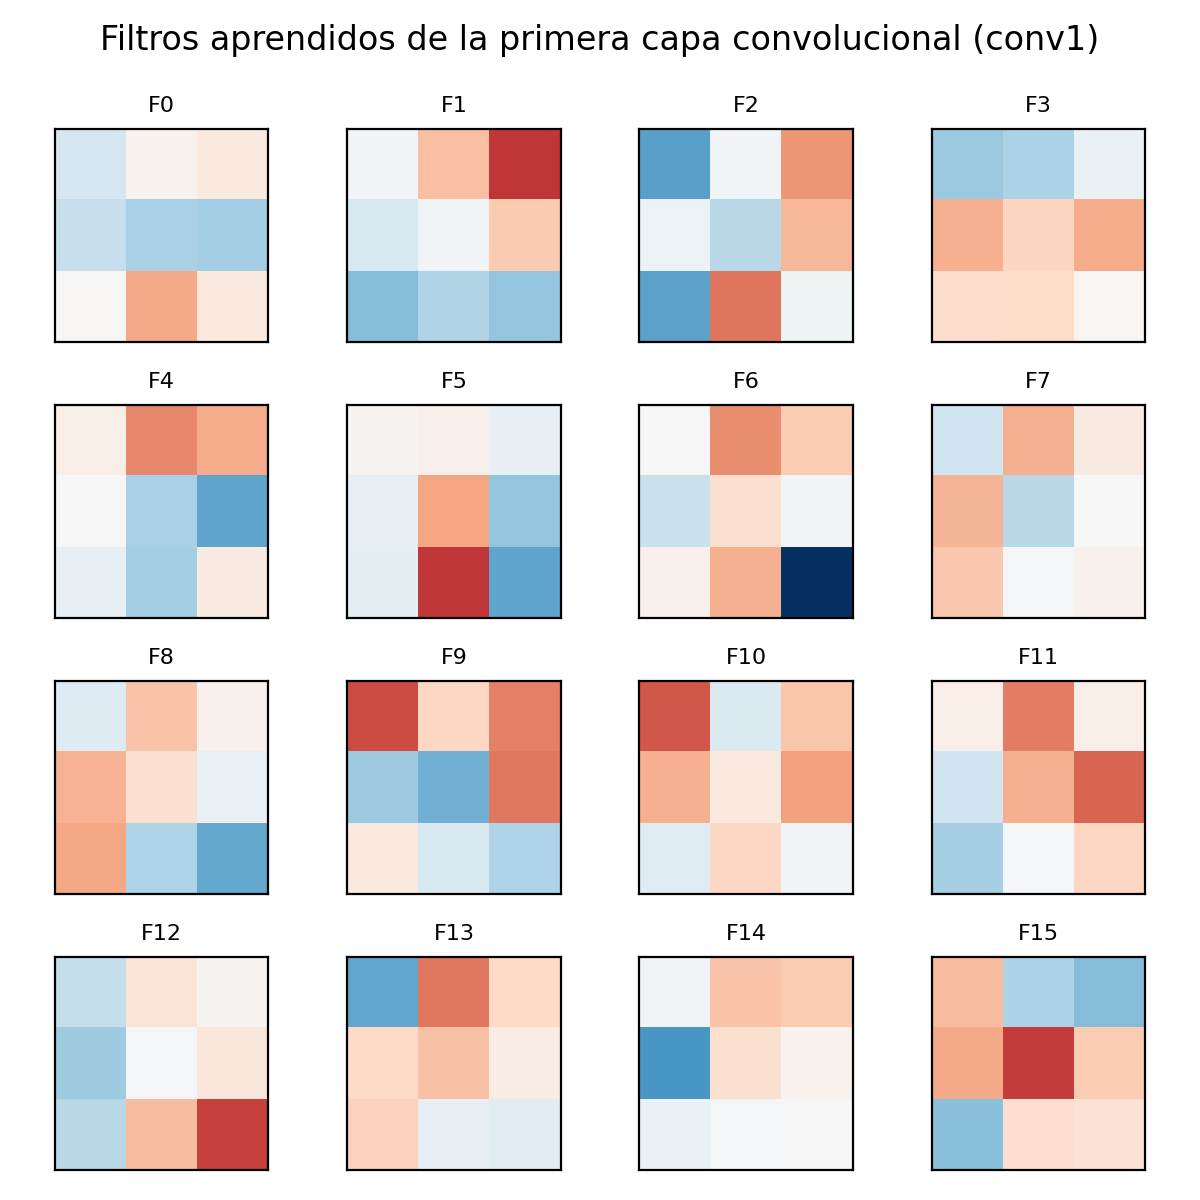 Filtros aprendidos de la primera capa convolucional (conv1)
F0 F1 F2 F3
F4 F5 F6 F7
F8 F9 F10 F11
F12 F13 F14 F15